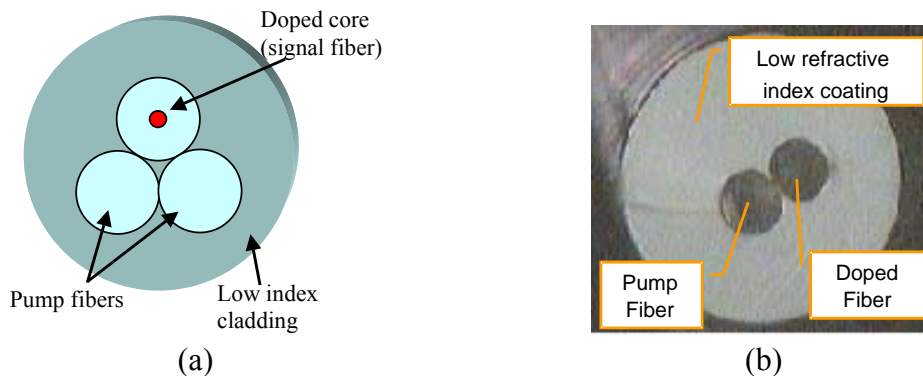 Doped core
(signal fiber)
Pump fibers
Low index
cladding
(a)
Low refractive
index coating
Pump
Fiber
Doped
Fiber
(b)